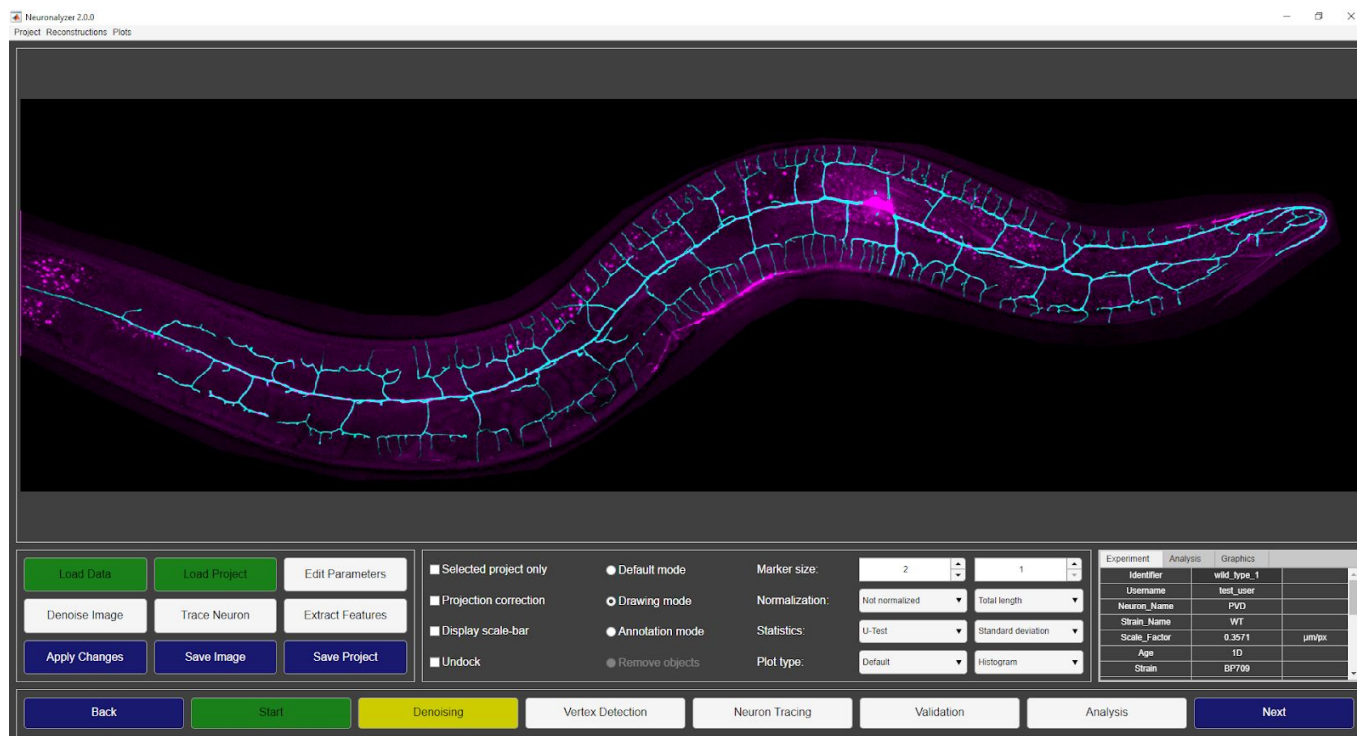 Neuronalyzer 2.0.0
Project Reconstructions Plots
Load Data Load Project Edit Parameters
Denoise Image Trace Neuron Extract Features
Apply Changes Save Image Save Project
Selected project only Default mode Marker size: 2 1
Projection correction Drawing mode Normalization: Not normalized Total length
Display scale-bar Annotation mode Statistics: U-Test Standard deviation
Undock Remove objects Plot type: Default Histogram
Experiment Analysis Graphics
Identifier wild_type_1
Username test_user
Neuron_Name PVD
Strain_Name WT
Scale_Factor 0.3571 µm/px
Age 1D
Strain BP709
Back Start Denoising Vertex Detection Neuron Tracing Validation Analysis Next